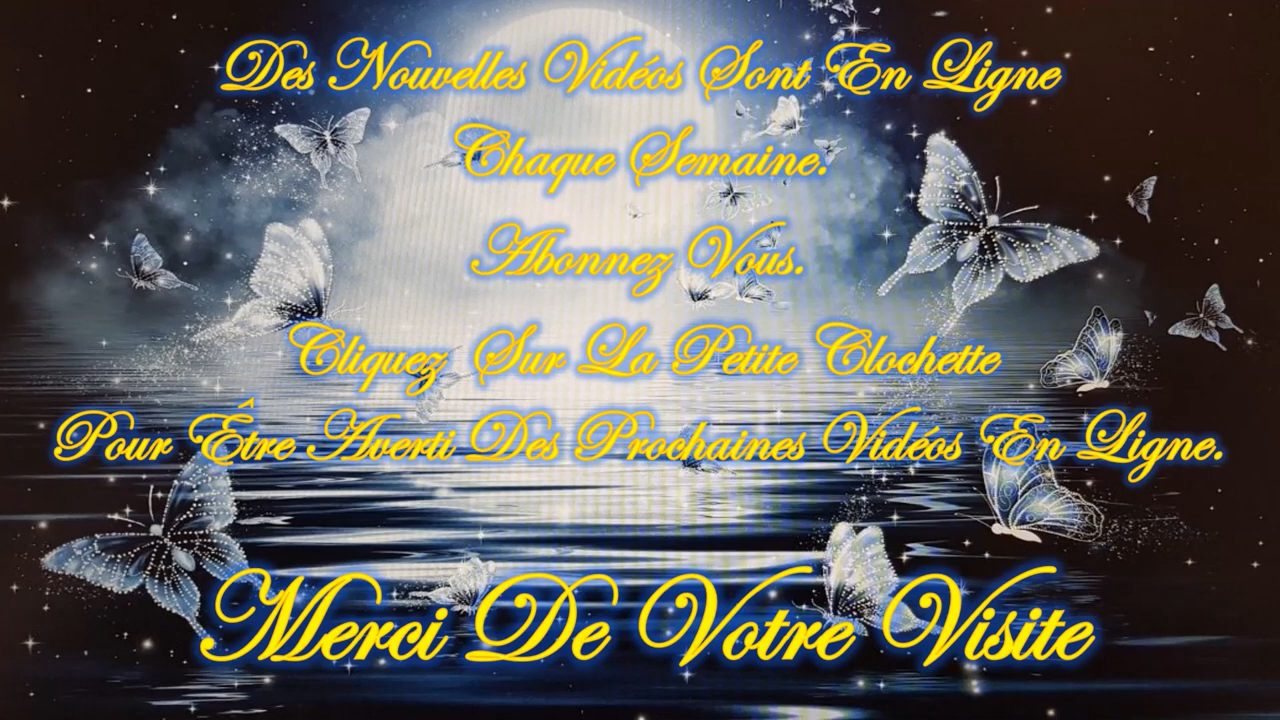 Des Nouvelles Vidéos Sont En Ligne
Chaque Semaine.
Abonnez Vous.
Cliquez Sur La Petite Clochette
Pour Être Averti Des Prochaines Vidéos En Ligne.
Merci De Votre Visite